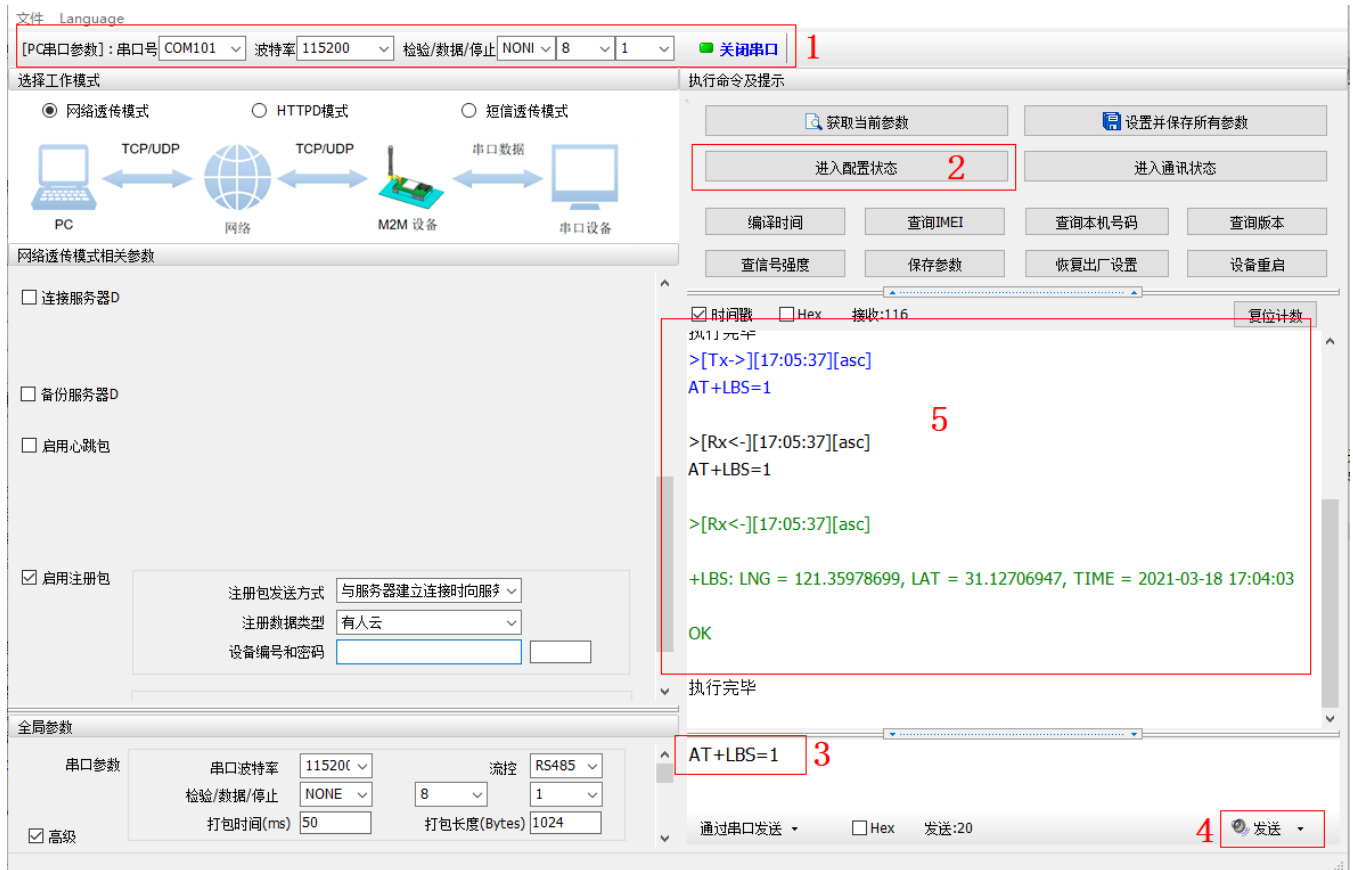 文件 Language
[PC串口参数]：串口号 COM101 波特率 115200 检验/数据/停止 NONI 8 1 关闭串口 1
选择工作模式
网络透传模式 HTTPD模式 短信透传模式
TCP/UDP TCP/UDP 串口数据
PC 网络 M2M 设备 串口设备
网络透传模式相关参数
连接服务器D
备份服务器D
启用心跳包
启用注册包
注册包发送方式 与服务器建立连接时向服务
注册数据类型 有人云
设备编号和密码
全局参数
串口参数 串口波特率 115200 流控 RS485
检验/数据/停止 NONE 8 1
打包时间(ms) 50 打包长度(Bytes) 1024
高级
执行命令及提示
获取当前参数 设置并保存所有参数
进入配置状态 2 进入通讯状态
编译时间 查询IMEI 查询本机号码 查询版本
查信号强度 保存参数 恢复出厂设置 设备重启
时间戳 Hex 接收:116 复位计数
执行完毕
>[Tx->][17:05:37][asc]
AT+LBS=1
5
>[Rx<-][17:05:37][asc]
AT+LBS=1
>[Rx<-][17:05:37][asc]
+LBS: LNG = 121.35978699, LAT = 31.12706947, TIME = 2021-03-18 17:04:03
OK
执行完毕
AT+LBS=1 3
通过串口发送 Hex 发送:20 4 发送